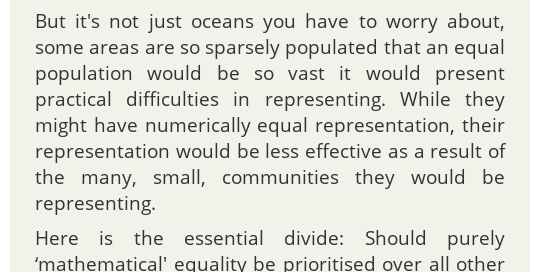 But it's not just oceans you have to worry about,
some areas are so sparsely populated that an equal
population would be so vast it would present
practical difficulties in representing. While they
might have numerically equal representation, their
representation would be less effective as a result of
the many, small, communities they would be
representing.
Here is the essential divide: Should purely
‘mathematical' equality be prioritised over all other